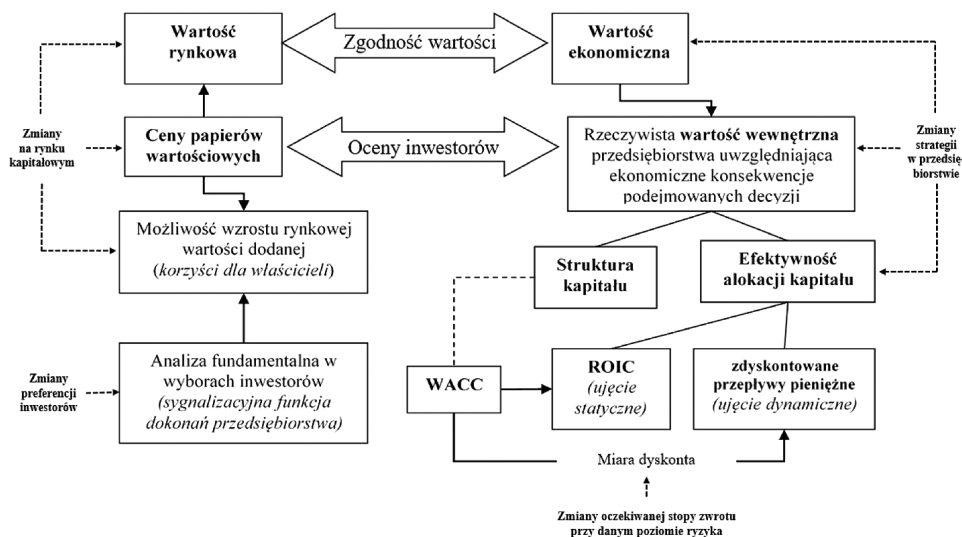 Wartość
rynkowa
Zgodność wartości
Wartość
ekonomiczna
Zmiany
na rynku
kapitałowym
Ceny papierów
wartościowych
Oceny inwestorów
Rzeczywista wartość wewnętrzna
przedsiębiorstwa uwzględniająca
ekonomiczne konsekwencje
podejmowanych decyzji
Zmiany
strategii
w przedsię
biorstwie
Możliwość wzrostu rynkowej
wartości dodanej
(korzyści dla właścicieli)
Struktura
kapitału
Efektywność
alokacji kapitału
Zmiany
preferencji
inwestorów
Analiza fundamentalna w
wyborach inwestorów
(sygnalizacyjna funkcja
dokonań przedsiębiorstwa)
WACC
ROIC
(ujęcie
statyczne)
zdyskontowane
przepływy pieniężne
(ujęcie dynamiczne)
Miara dyskonta
Zmiany oczekiwanej stopy zwrotu
przy danym poziomie ryzyka